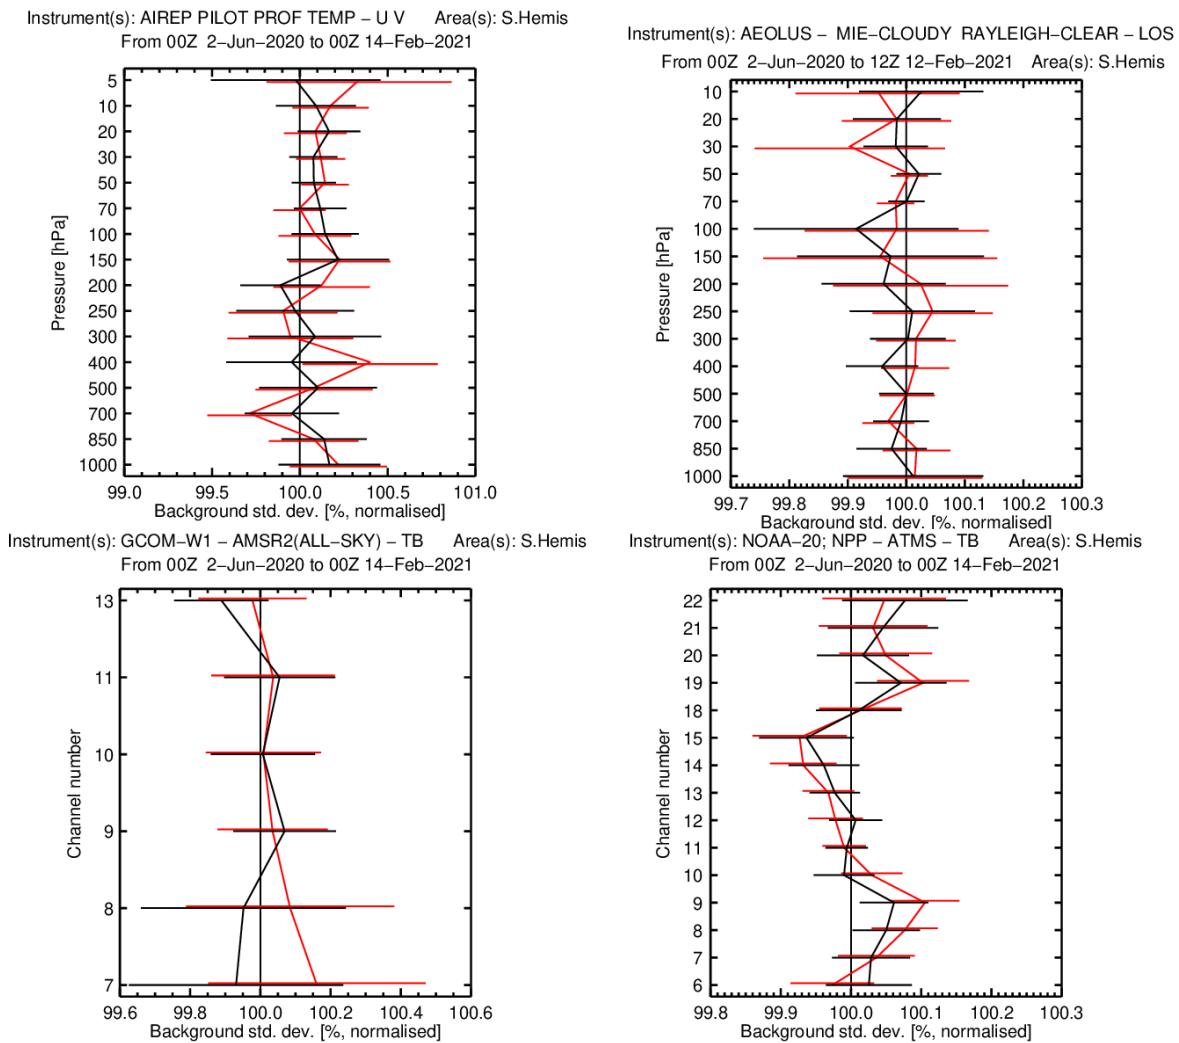 Instrument(s): AIREP PILOT PROF TEMP – U V Area(s): S.Hemis
From 00Z 2–Jun–2020 to 00Z 14–Feb–2021
5
10
20
30
50
70
100
150
200
250
300
400
500
700
850
1000
Pressure [hPa]
99.0 99.5 100.0 100.5 101.0
Background std. dev. [%, normalised]
Instrument(s): AEOLUS – MIE–CLOUDY RAYLEIGH–CLEAR – LOS
From 00Z 2–Jun–2020 to 12Z 12–Feb–2021 Area(s): S.Hemis
10
20
30
50
70
100
150
200
250
300
400
500
700
850
1000
Pressure [hPa]
99.7 99.8 99.9 100.0 100.1 100.2 100.3
Background std. dev. [%, normalised]
Instrument(s): GCOM–W1 – AMSR2(ALL–SKY) – TB Area(s): S.Hemis
From 00Z 2–Jun–2020 to 00Z 14–Feb–2021
13
11
10
9
8
7
Channel number
99.6 99.8 100.0 100.2 100.4 100.6
Background std. dev. [%, normalised]
Instrument(s): NOAA–20; NPP – ATMS – TB Area(s): S.Hemis
From 00Z 2–Jun–2020 to 00Z 14–Feb–2021
22
21
20
19
18
15
14
13
12
11
10
9
8
7
6
Channel number
99.8 99.9 100.0 100.1 100.2 100.3
Background std. dev. [%, normalised]